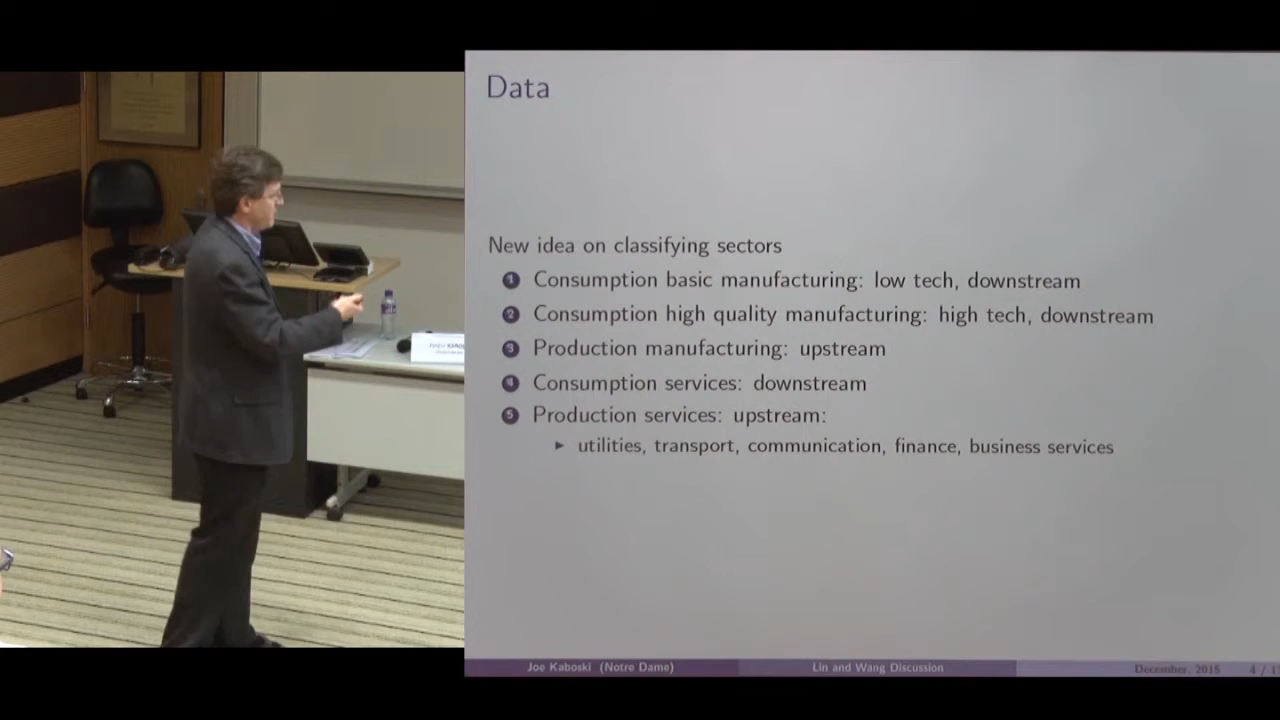 Data
New idea on classifying sectors
1 Consumption basic manufacturing: low tech, downstream
2 Consumption high quality manufacturing: high tech, downstream
3 Production manufacturing: upstream
4 Consumption services: downstream
5 Production services: upstream:
▶ utilities, transport, communication, finance, business services
Joe Kaboski (Notre Dame) Lin and Wang Discussion December, 2015 4 /